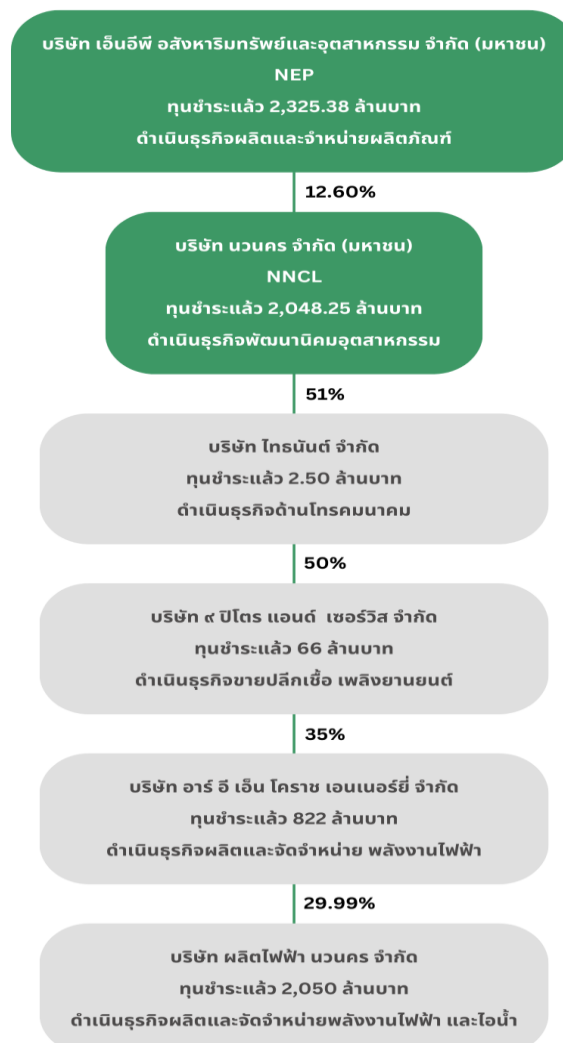 บริษัท เอ็นอีพี อสังหาริมทรัพย์และอุตสาหกรรม จำกัด (มหาชน)
NEP
ทุนชำระแล้ว 2,325.38 ล้านบาท
ดำเนินธุรกิจผลิตและจำหน่ายผลิตภัณฑ์
12.60%
บริษัท นวนคร จำกัด (มหาชน)
NNCL
ทุนชำระแล้ว 2,048.25 ล้านบาท
ดำเนินธุรกิจพัฒนานิคมอุตสาหกรรม
51%
บริษัท ไทธนันต์ จำกัด
ทุนชำระแล้ว 2.50 ล้านบาท
ดำเนินธุรกิจด้านโทรคมนาคม
50%
บริษัท ๙ ปิโตร แอนด์ เซอร์วิส จำกัด
ทุนชำระแล้ว 66 ล้านบาท
ดำเนินธุรกิจขายปลีกเชื้อ เพลิงยานยนต์
35%
บริษัท อาร์ อี เอ็น โคราช เอนเนอร์ยี่ จำกัด
ทุนชำระแล้ว 822 ล้านบาท
ดำเนินธุรกิจผลิตและจัดจำหน่าย พลังงานไฟฟ้า
29.99%
บริษัท ผลิตไฟฟ้า นวนคร จำกัด
ทุนชำระแล้ว 2,050 ล้านบาท
ดำเนินธุรกิจผลิตและจัดจำหน่ายพลังงานไฟฟ้า และไอน้ำ